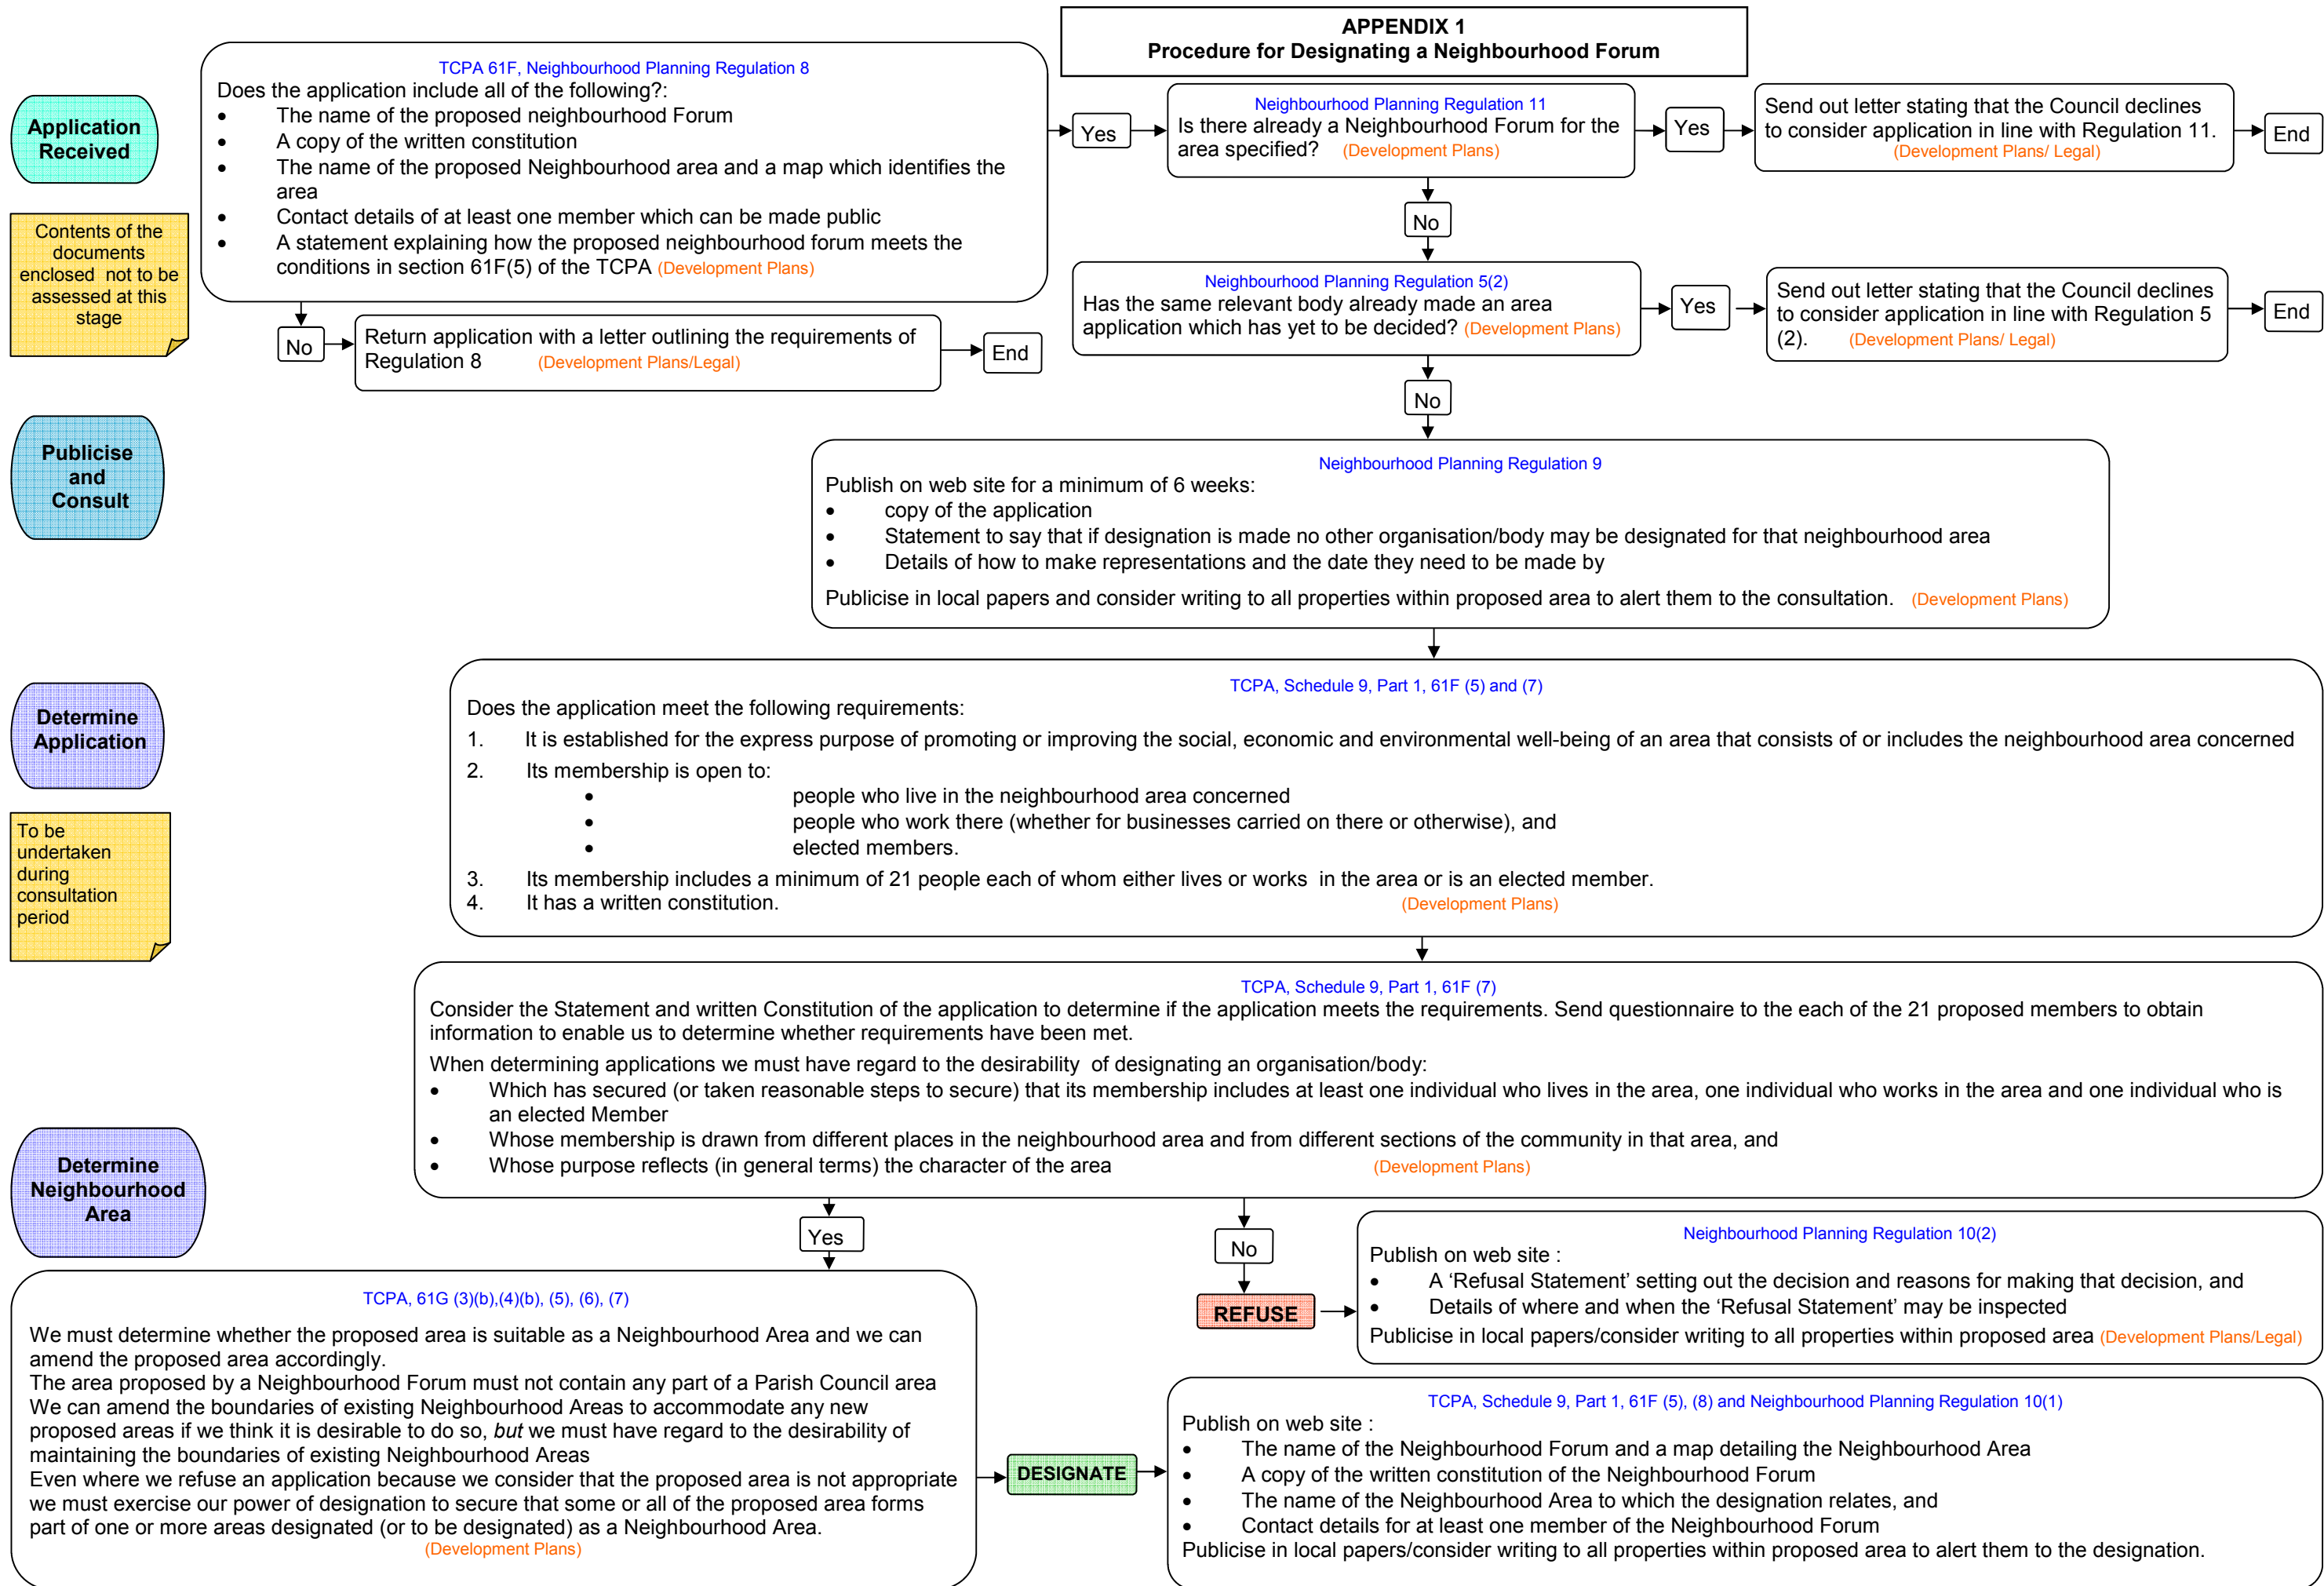 APPENDIX 1
Procedure for Designating a Neighbourhood Forum
Application
Received
Contents of the
documents
enclosed  not to be
assessed at this
stage
TCPA 61F, Neighbourhood Planning Regulation 8
Does the application include all of the following?:
• The name of the proposed neighbourhood Forum
• A copy of the written constitution
• The name of the proposed Neighbourhood area and a map which identifies the
area
• Contact details of at least one member which can be made public
• A statement explaining how the proposed neighbourhood forum meets the
conditions in section 61F(5) of the TCPA (Development Plans)
No
Return application with a letter outlining the requirements of
Regulation 8 (Development Plans/Legal)
End
Yes
Neighbourhood Planning Regulation 11
Is there already a Neighbourhood Forum for the
area specified? (Development Plans)
Yes
Send out letter stating that the Council declines
to consider application in line with Regulation 11.
(Development Plans/ Legal)
End
No
Neighbourhood Planning Regulation 5(2)
Has the same relevant body already made an area
application which has yet to be decided? (Development Plans)
Yes
Send out letter stating that the Council declines
to consider application in line with Regulation 5
(2). (Development Plans/ Legal)
End
No
Publicise
and
Consult
Neighbourhood Planning Regulation 9
Publish on web site for a minimum of 6 weeks:
• copy of the application
• Statement to say that if designation is made no other organisation/body may be designated for that neighbourhood area
• Details of how to make representations and the date they need to be made by
Publicise in local papers and consider writing to all properties within proposed area to alert them to the consultation. (Development Plans)
Determine
Application
To be
undertaken
during
consultation
period
TCPA, Schedule 9, Part 1, 61F (5) and (7)
Does the application meet the following requirements:
1. It is established for the express purpose of promoting or improving the social, economic and environmental well-being of an area that consists of or includes the neighbourhood area concerned
2. Its membership is open to:
• people who live in the neighbourhood area concerned
• people who work there (whether for businesses carried on there or otherwise), and
• elected members.
3. Its membership includes a minimum of 21 people each of whom either lives or works  in the area or is an elected member.
4. It has a written constitution. (Development Plans)
TCPA, Schedule 9, Part 1, 61F (7)
Consider the Statement and written Constitution of the application to determine if the application meets the requirements. Send questionnaire to the each of the 21 proposed members to obtain
information to enable us to determine whether requirements have been met.
When determining applications we must have regard to the desirability  of designating an organisation/body:
• Which has secured (or taken reasonable steps to secure) that its membership includes at least one individual who lives in the area, one individual who works in the area and one individual who is
an elected Member
• Whose membership is drawn from different places in the neighbourhood area and from different sections of the community in that area, and
• Whose purpose reflects (in general terms) the character of the area (Development Plans)
Determine
Neighbourhood
Area
Yes
No
REFUSE
Neighbourhood Planning Regulation 10(2)
Publish on web site :
• A ‘Refusal Statement’ setting out the decision and reasons for making that decision, and
• Details of where and when the ‘Refusal Statement’ may be inspected
Publicise in local papers/consider writing to all properties within proposed area (Development Plans/Legal)
TCPA, 61G (3)(b),(4)(b), (5), (6), (7)
We must determine whether the proposed area is suitable as a Neighbourhood Area and we can
amend the proposed area accordingly.
The area proposed by a Neighbourhood Forum must not contain any part of a Parish Council area
We can amend the boundaries of existing Neighbourhood Areas to accommodate any new
proposed areas if we think it is desirable to do so, but we must have regard to the desirability of
maintaining the boundaries of existing Neighbourhood Areas
Even where we refuse an application because we consider that the proposed area is not appropriate
we must exercise our power of designation to secure that some or all of the proposed area forms
part of one or more areas designated (or to be designated) as a Neighbourhood Area.
(Development Plans)
DESIGNATE
TCPA, Schedule 9, Part 1, 61F (5), (8) and Neighbourhood Planning Regulation 10(1)
Publish on web site :
• The name of the Neighbourhood Forum and a map detailing the Neighbourhood Area
• A copy of the written constitution of the Neighbourhood Forum
• The name of the Neighbourhood Area to which the designation relates, and
• Contact details for at least one member of the Neighbourhood Forum
Publicise in local papers/consider writing to all properties within proposed area to alert them to the designation.